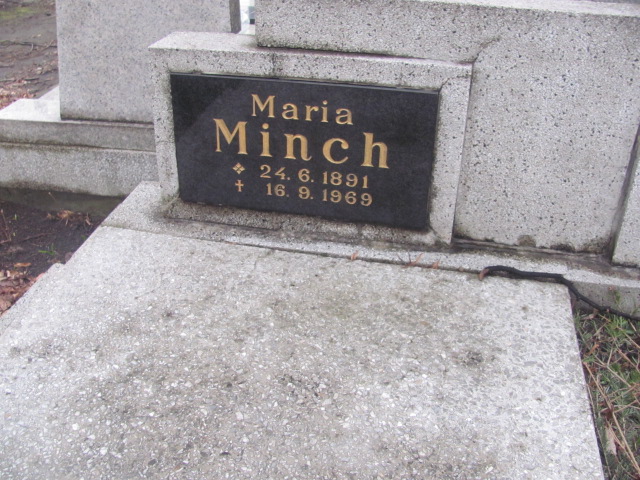 Maria
Minch
❖ 24. 6. 1891
✝ 16. 9. 1969